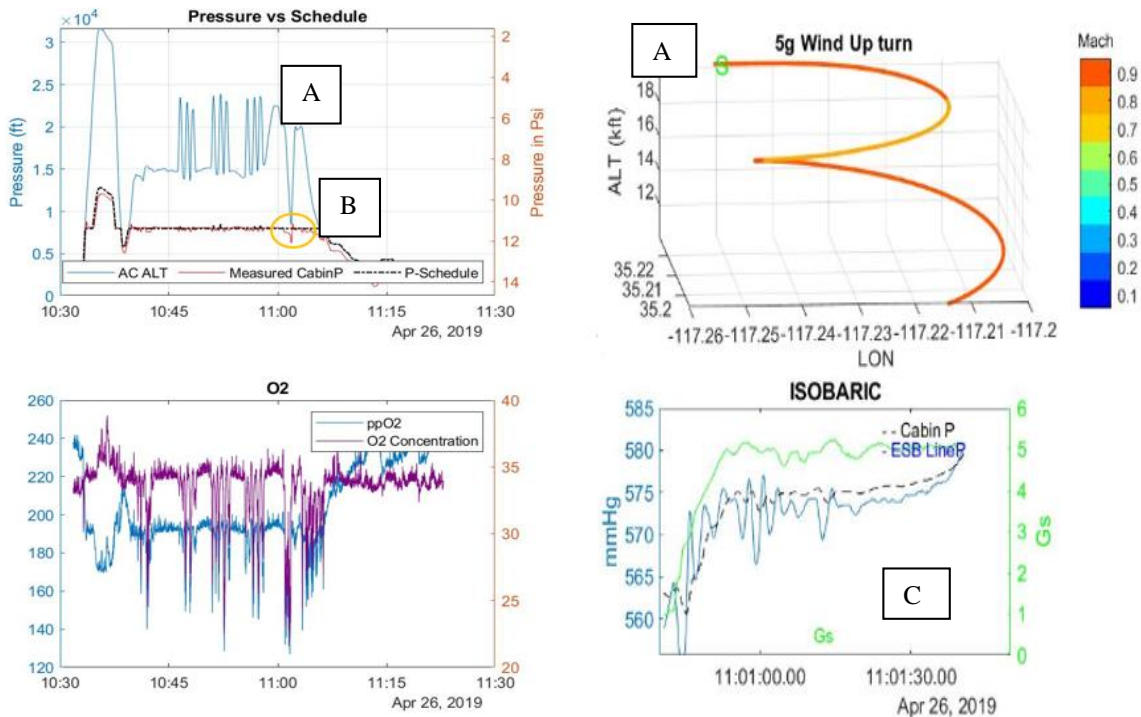 Pressure vs Schedule
×10⁴
3
2.5
2
1.5
1
0.5
0
Pressure (ft)
2
4
6
8
10
12
14
Pressure in Psi
A
B
AC ALT Measured CabinP P-Schedule
10:30 10:45 11:00 11:15 11:30
Apr 26, 2019
A
5g Wind Up turn
18
16
14
12
ALT (kft)
35.22
35.21
35.2
-117.26 -117.25 -117.24 -117.23 -117.22 -117.21 -117.2
LON
Mach
0.9
0.8
0.7
0.6
0.5
0.4
0.3
0.2
0.1
O2
260
240
220
200
180
160
140
120
40
35
30
25
20
ppO2
O2 Concentration
10:30 10:45 11:00 11:15 11:30
Apr 26, 2019
ISOBARIC
585
580
575
570
565
560
mmHg
6
5
4
3
2
1
0
Gs
Cabin P
ESB LineP
C
Gs
11:01:00.00 11:01:30.00
Apr 26, 2019